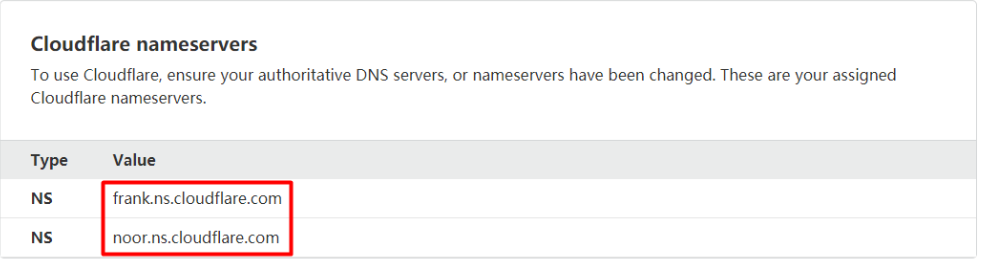 Cloudflare nameservers
To use Cloudflare, ensure your authoritative DNS servers, or nameservers have been changed. These are your assigned
Cloudflare nameservers.
Type Value
NS frank.ns.cloudflare.com
NS noor.ns.cloudflare.com